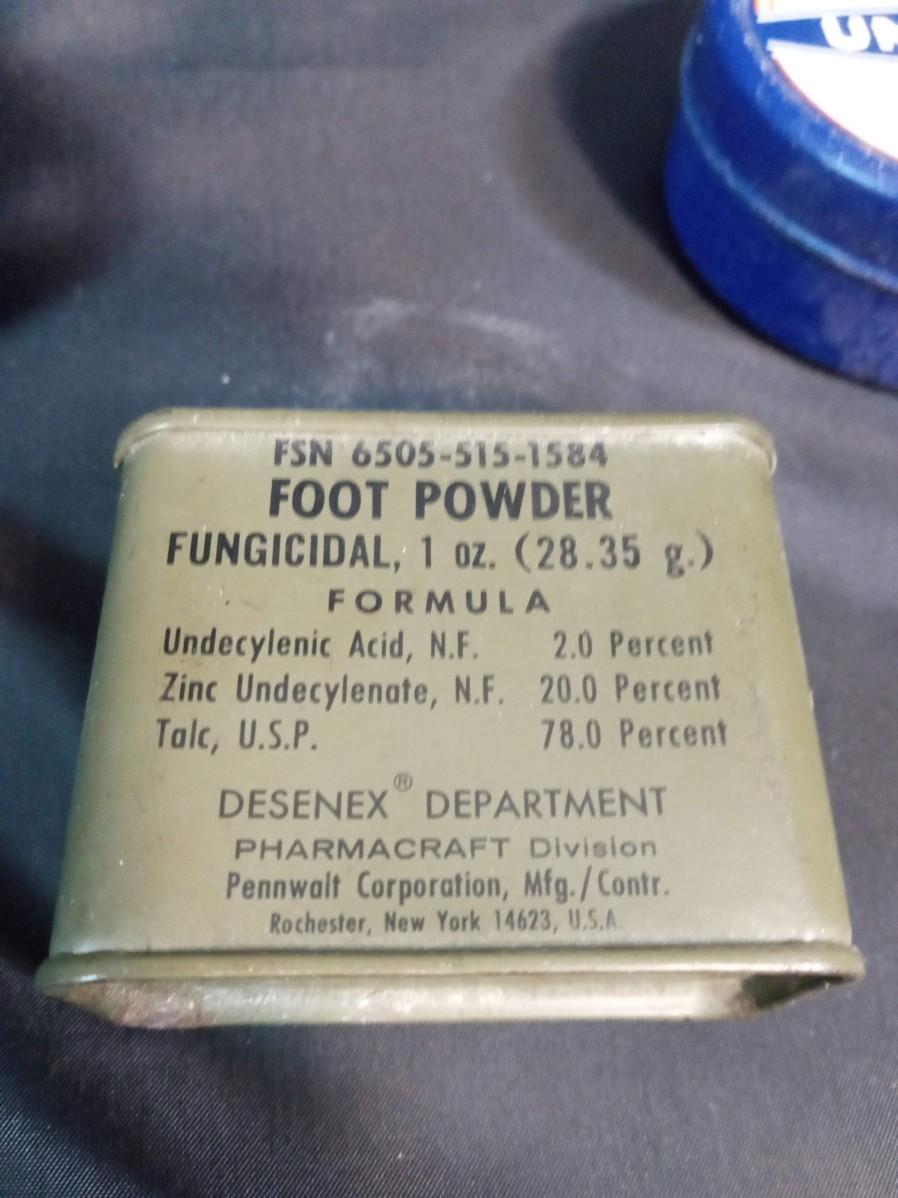 FSN 6505-515-1584
FOOT POWDER
FUNGICIDAL, 1 oz. (28.35 g.)
FORMULA
Undecylenic Acid, N.F. 2.0 Percent
Zinc Undecylenate, N.F. 20.0 Percent
Talc, U.S.P. 78.0 Percent
DESENEX® DEPARTMENT
PHARMACRAFT Division
Pennwalt Corporation, Mfg./Contr.
Rochester, New York 14623, U.S.A.